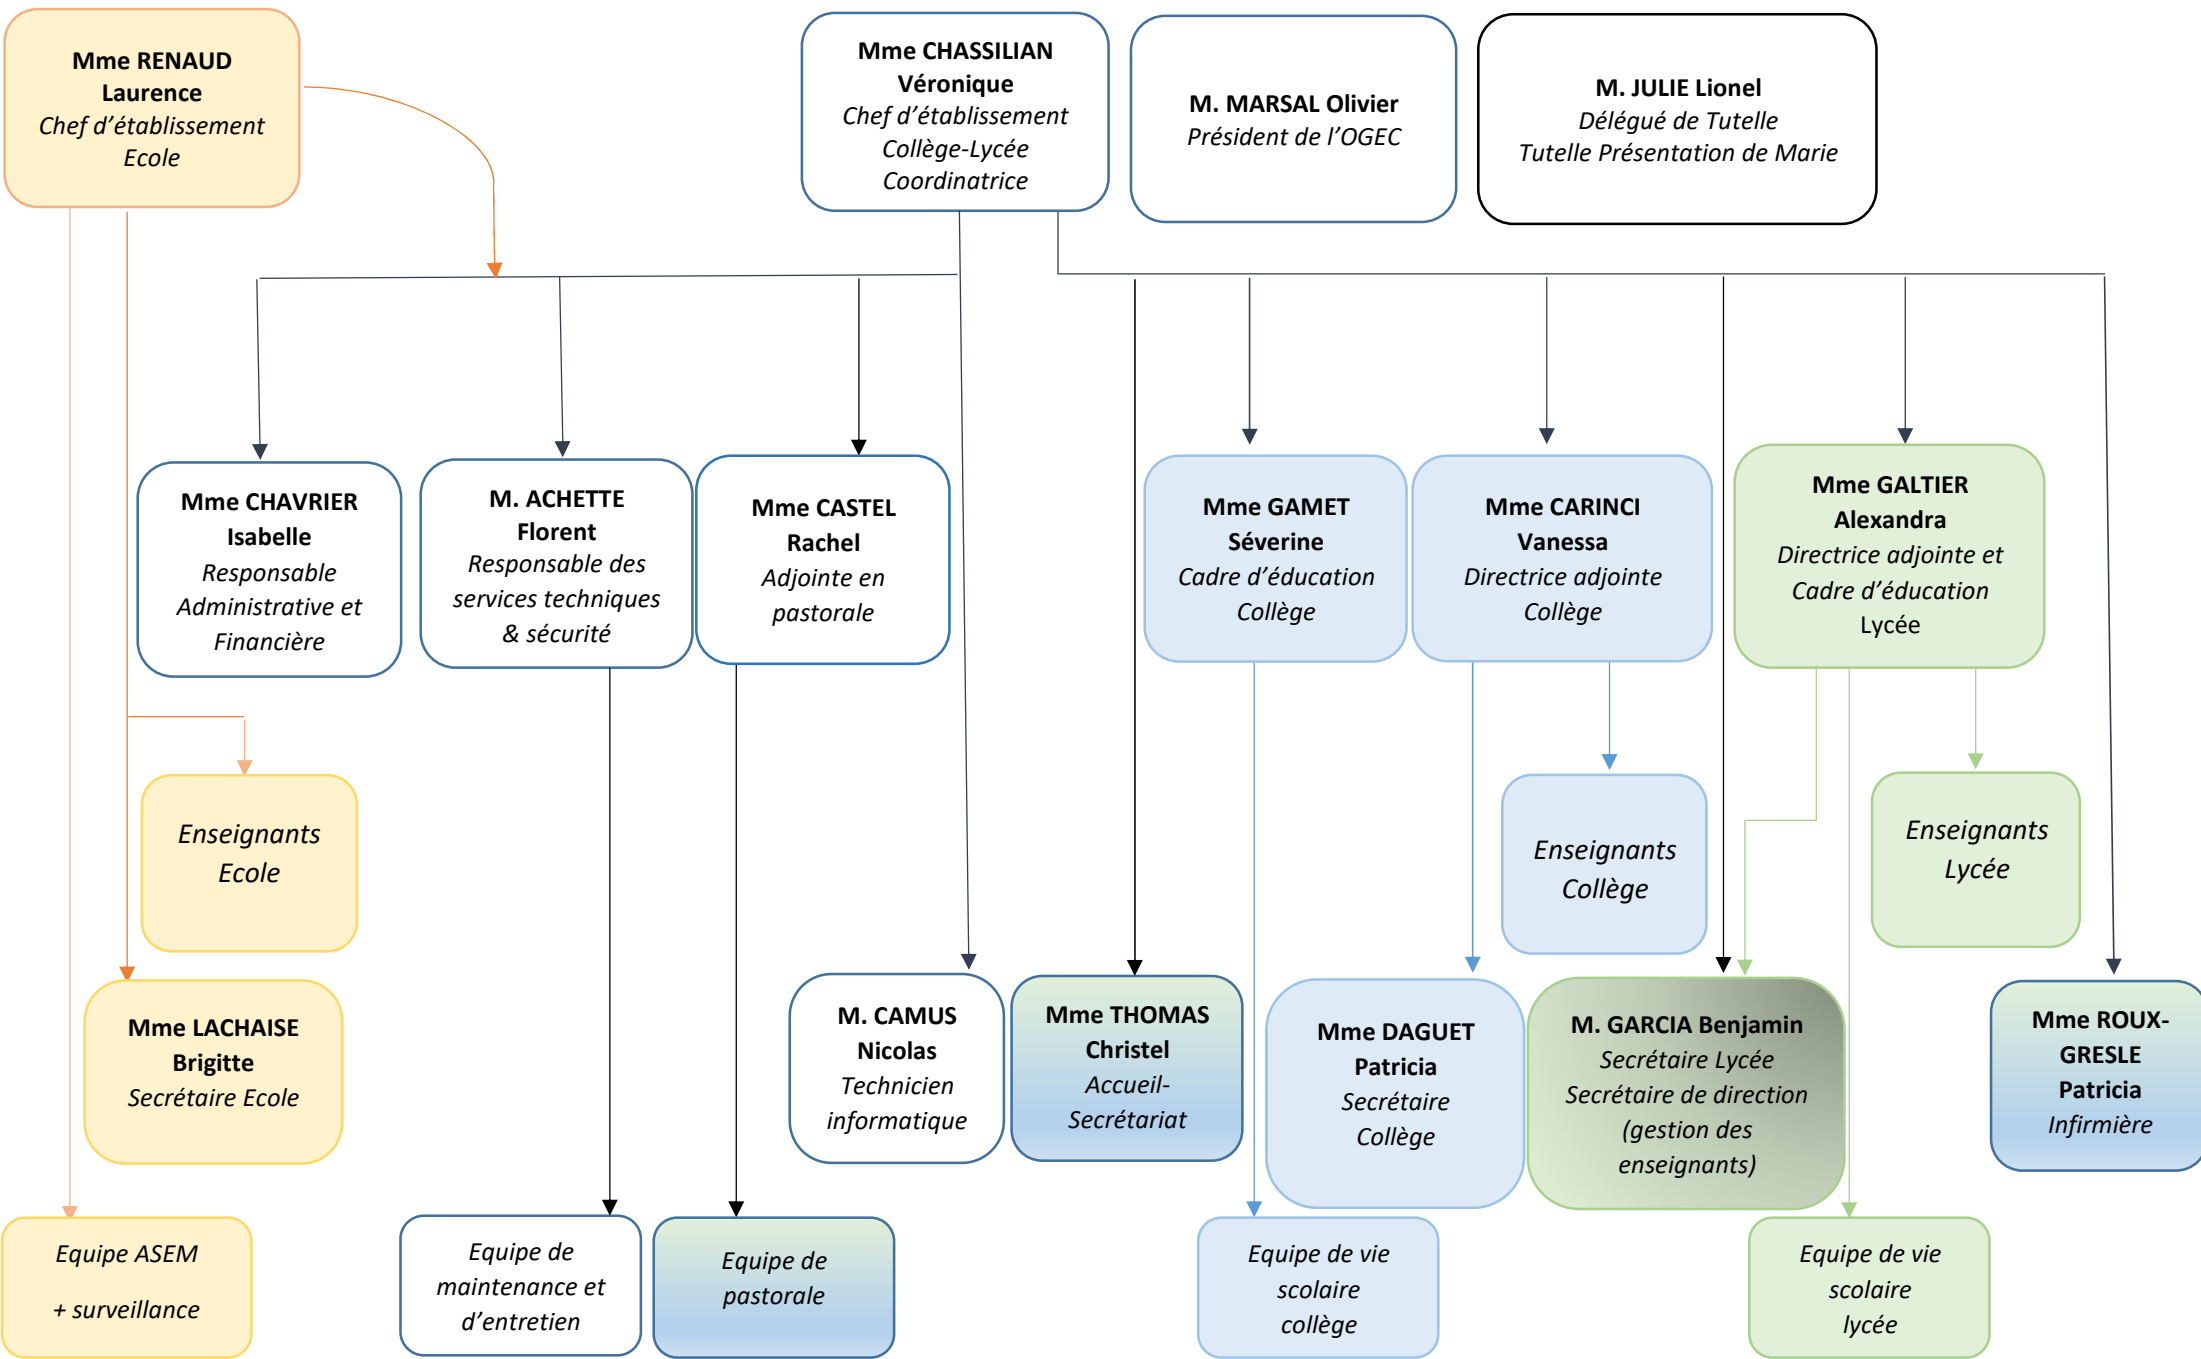 Mme RENAUD
Laurence
Chef d’établissement
Ecole
Mme CHASSILIAN
Véronique
Chef d’établissement
Collège-Lycée
Coordinatrice
M. MARSAL Olivier
Président de l’OGEC
M. JULIE Lionel
Délégué de Tutelle
Tutelle Présentation de Marie
Mme CHAVRIER
Isabelle
Responsable
Administrative et
Financière
M. ACHETTE
Florent
Responsable des
services techniques
& sécurité
Mme CASTEL
Rachel
Adjointe en
pastorale
Mme GAMET
Séverine
Cadre d’éducation
Collège
Mme CARINCI
Vanessa
Directrice adjointe
Collège
Mme GALTIER
Alexandra
Directrice adjointe et
Cadre d’éducation
Lycée
Enseignants
Ecole
Enseignants
Collège
Enseignants
Lycée
Mme LACHAISE
Brigitte
Secrétaire Ecole
M. CAMUS
Nicolas
Technicien
informatique
Mme THOMAS
Christel
Accueil-
Secrétariat
Mme DAGUET
Patricia
Secrétaire
Collège
M. GARCIA Benjamin
Secrétaire Lycée
Secrétaire de direction
(gestion des
enseignants)
Mme ROUX-
GRESLE
Patricia
Infirmière
Equipe ASEM
+ surveillance
Equipe de
maintenance et
d’entretien
Equipe de
pastorale
Equipe de vie
scolaire
collège
Equipe de vie
scolaire
lycée